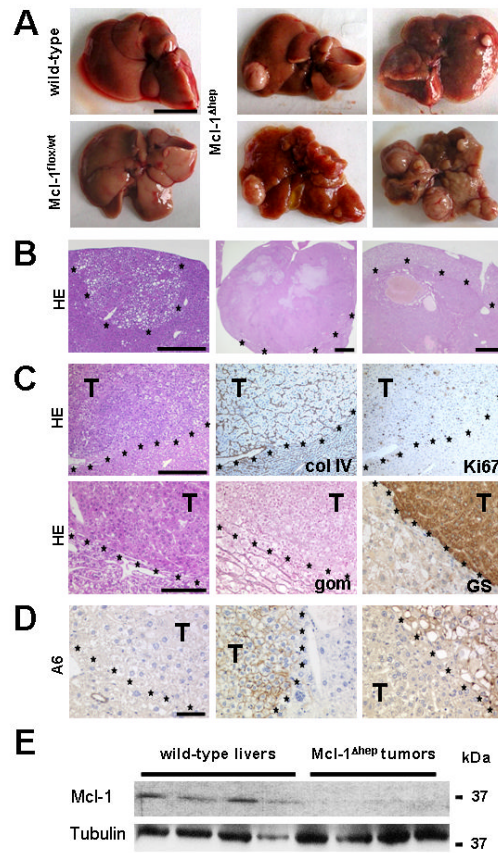 A
wild-type
Mcl-1flox/wt
Mcl-1Δhep
B
HE
C
HE
T
T
col IV
T
Ki67
HE
T
T
gom
T
GS
D
A6
T
T
T
E
wild-type livers
Mcl-1Δhep tumors
kDa
Mcl-1
37
Tubulin
37